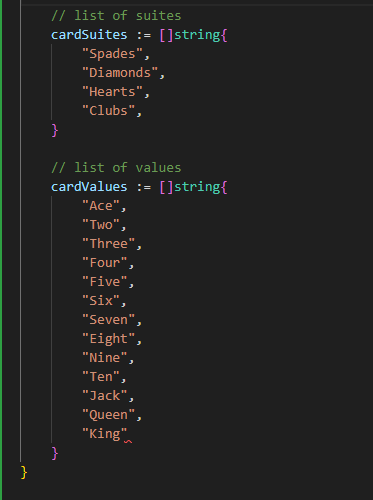 // list of suites
cardSuites := []string{
"Spades",
"Diamonds",
"Hearts",
"Clubs",
}
// list of values
cardValues := []string{
"Ace",
"Two",
"Three",
"Four",
"Five",
"Six",
"Seven",
"Eight",
"Nine",
"Ten",
"Jack",
"Queen",
"King"
}
}